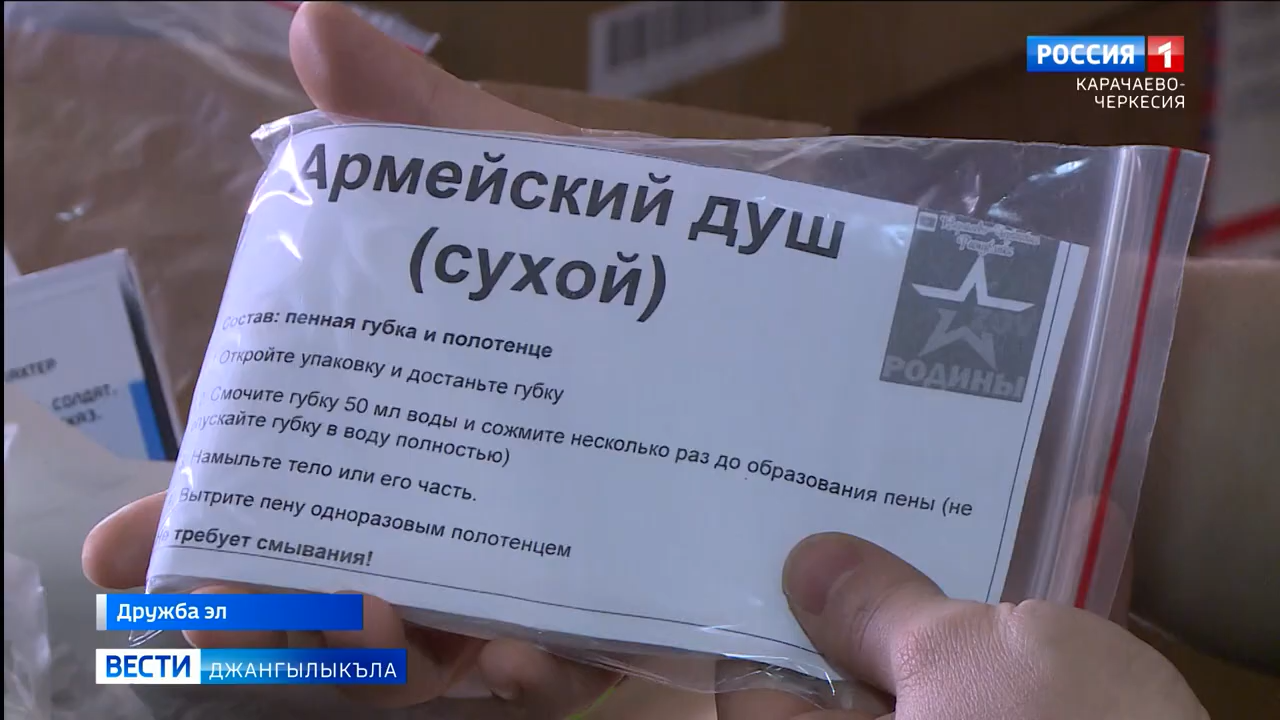 РОССИЯ 1
КАРАЧАЕВО-
ЧЕРКЕСИЯ
Армейский душ
(сухой)
Состав: пенная губка и полотенце
Откройте упаковку и достаньте губку
Смочите губку 50 мл воды и сожмите несколько раз до образования пены (не
пускайте губку в воду полностью)
Намыльте тело или его часть.
Вытрите пену одноразовым полотенцем
требует смывания!
РОДИНЫ
СОЛДАТ,
Дружба эл
ВЕСТИ ДЖАНГЫЛЫКЪЛА